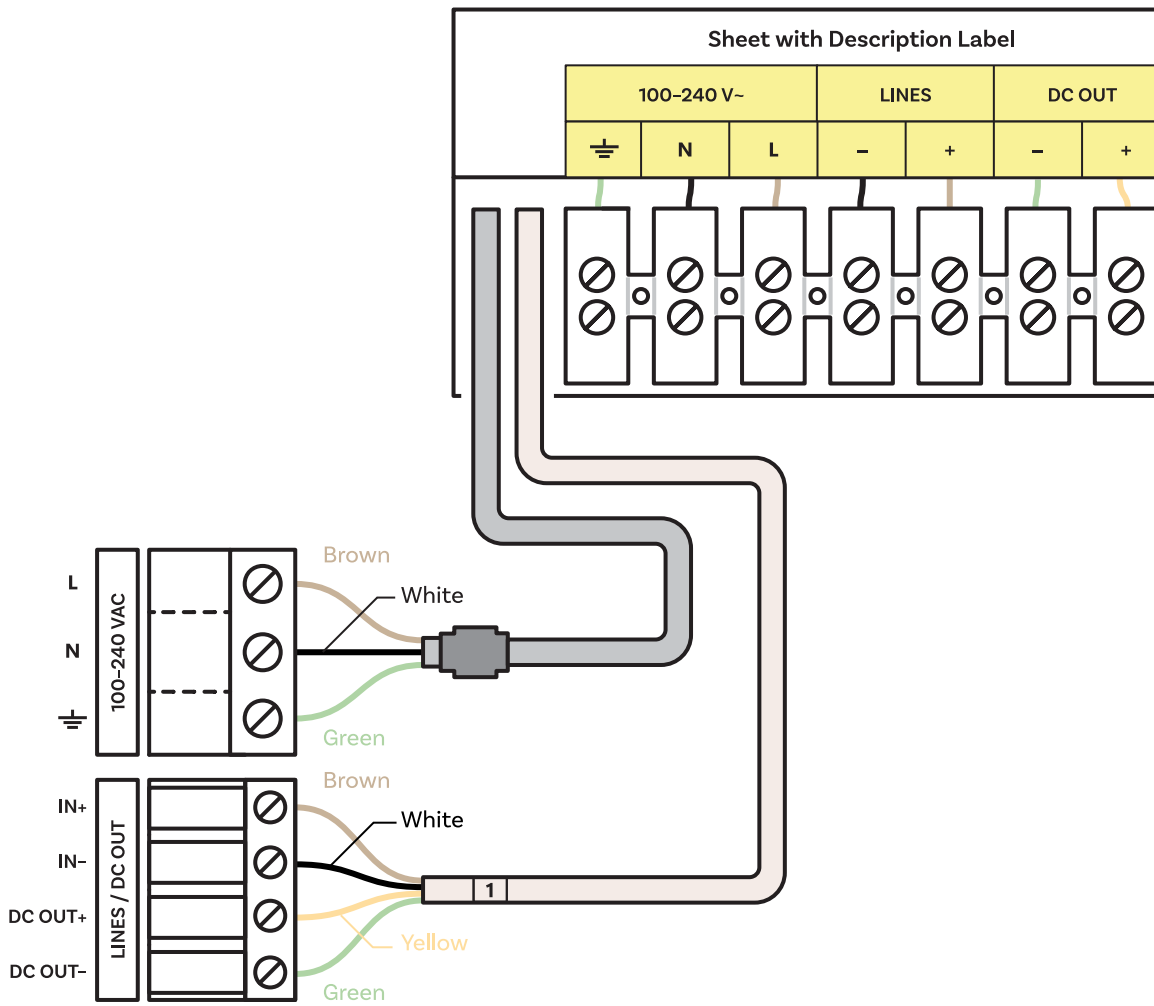 Sheet with Description Label
100–240 V~ LINES DC OUT
N L – + – +
Brown
L
White
100–240 VAC
N
Green
Brown
IN+
White
LINES / DC OUT
IN–
1
DC OUT+
Yellow
DC OUT–
Green